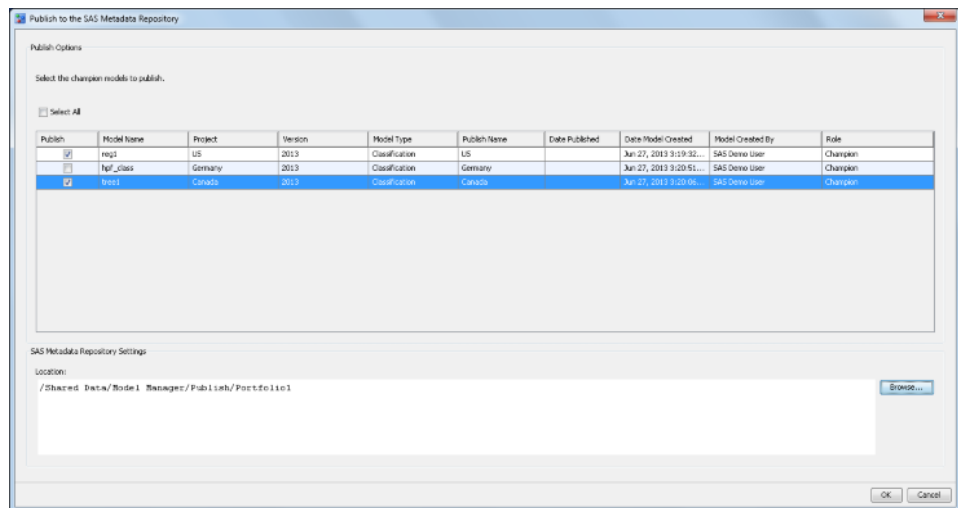 Publish to the SAS Metadata Repository
Publish Options
Select the champion models to publish.
Select All
Publish Model Name Project Version Model Type Publish Name Date Published Date Model Created Model Created By Role
reg1 US 2013 Classification US Jun 27, 2013 3:19:32... SAS Demo User Champion
hpf_class Germany 2013 Classification Germany Jun 27, 2013 3:20:51... SAS Demo User Champion
tree1 Canada 2013 Classification Canada Jun 27, 2013 3:20:06... SAS Demo User Champion
SAS Metadata Repository Settings
Location:
/Shared Data/Model Manager/Publish/Portfolio1
Browse...
OK Cancel